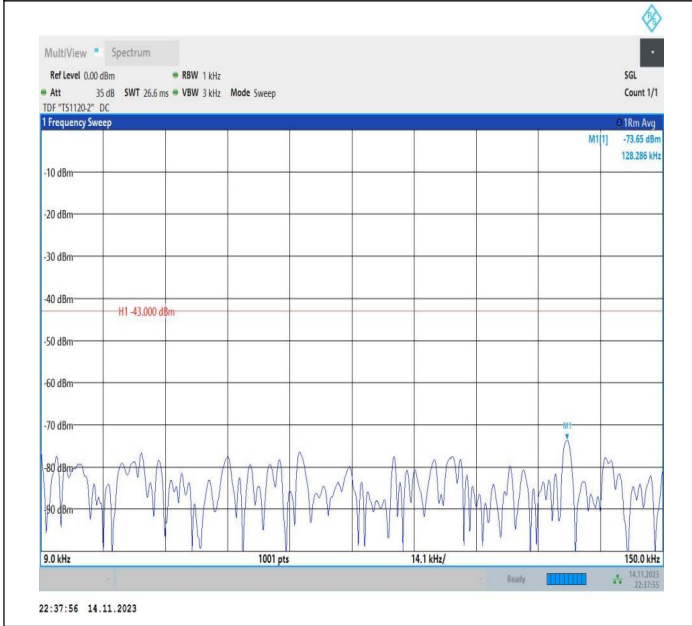 R S
MultiView Spectrum
Ref Level 0.00 dBm RBW 1 kHz SGL
Att 35 dB SWT 26.6 ms VBW 3 kHz Mode Sweep Count 1/1
TDF "TS1120-2" DC
1 Frequency Sweep 1Rm Avg
M1[1] -73.65 dBm
128.286 kHz
-10 dBm
-20 dBm
-30 dBm
-40 dBm
H1 -43.000 dBm
-50 dBm
-60 dBm
-70 dBm
M1
-80 dBm
-90 dBm
9.0 kHz 1001 pts 14.1 kHz/ 150.0 kHz
Ready 14.11.2023
22:37:55
22:37:56 14.11.2023